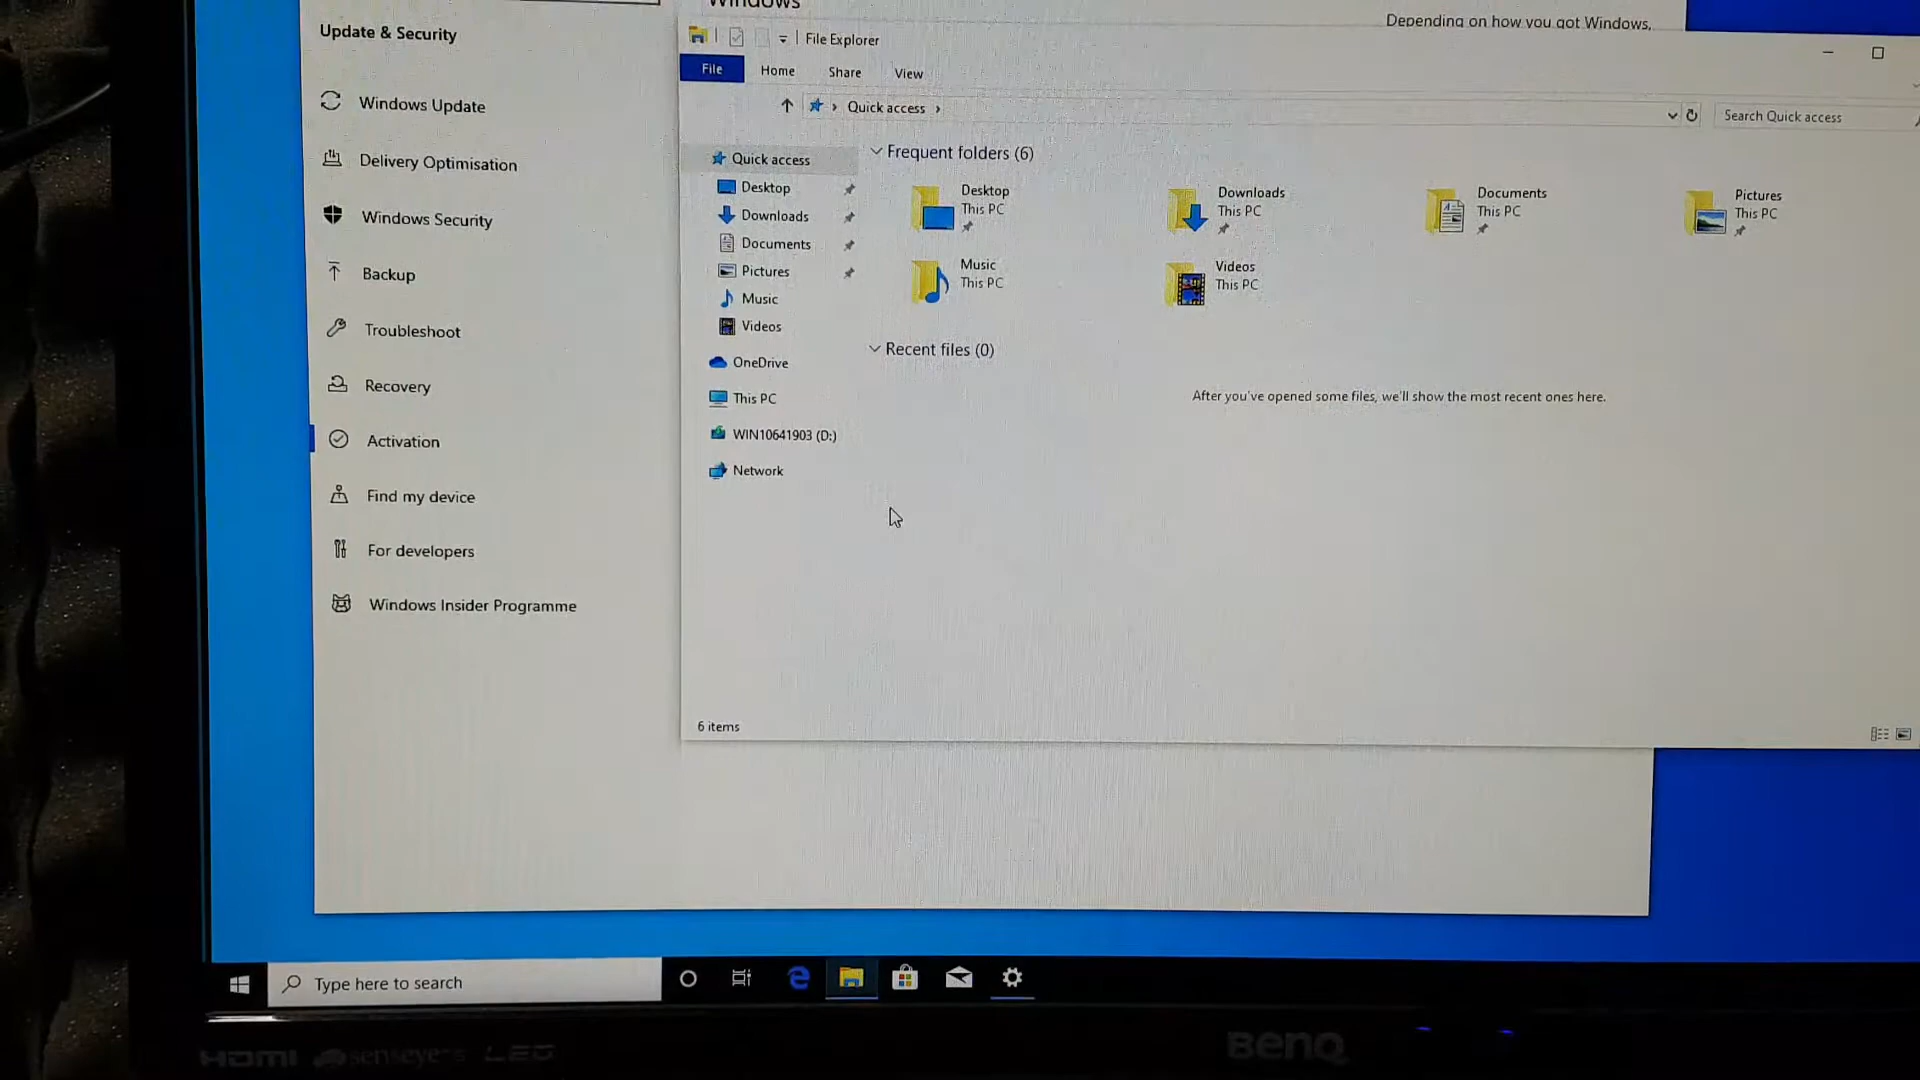 Windows
Depending on how you got Windows,
Update & Security
Windows Update
Delivery Optimisation
Windows Security
Backup
Troubleshoot
Recovery
Activation
Find my device
For developers
Windows Insider Programme
File Explorer
File
Home
Share
View
Quick access
Search Quick access
Quick access
Desktop
Downloads
Documents
Pictures
Music
Videos
OneDrive
This PC
WIN10641903 (D:)
Network
Frequent folders (6)
Desktop
This PC
Downloads
This PC
Documents
This PC
Pictures
This PC
Music
This PC
Videos
This PC
Recent files (0)
After you've opened some files, we'll show the most recent ones here.
6 items
Type here to search
HDMI senseye LED
BenQ